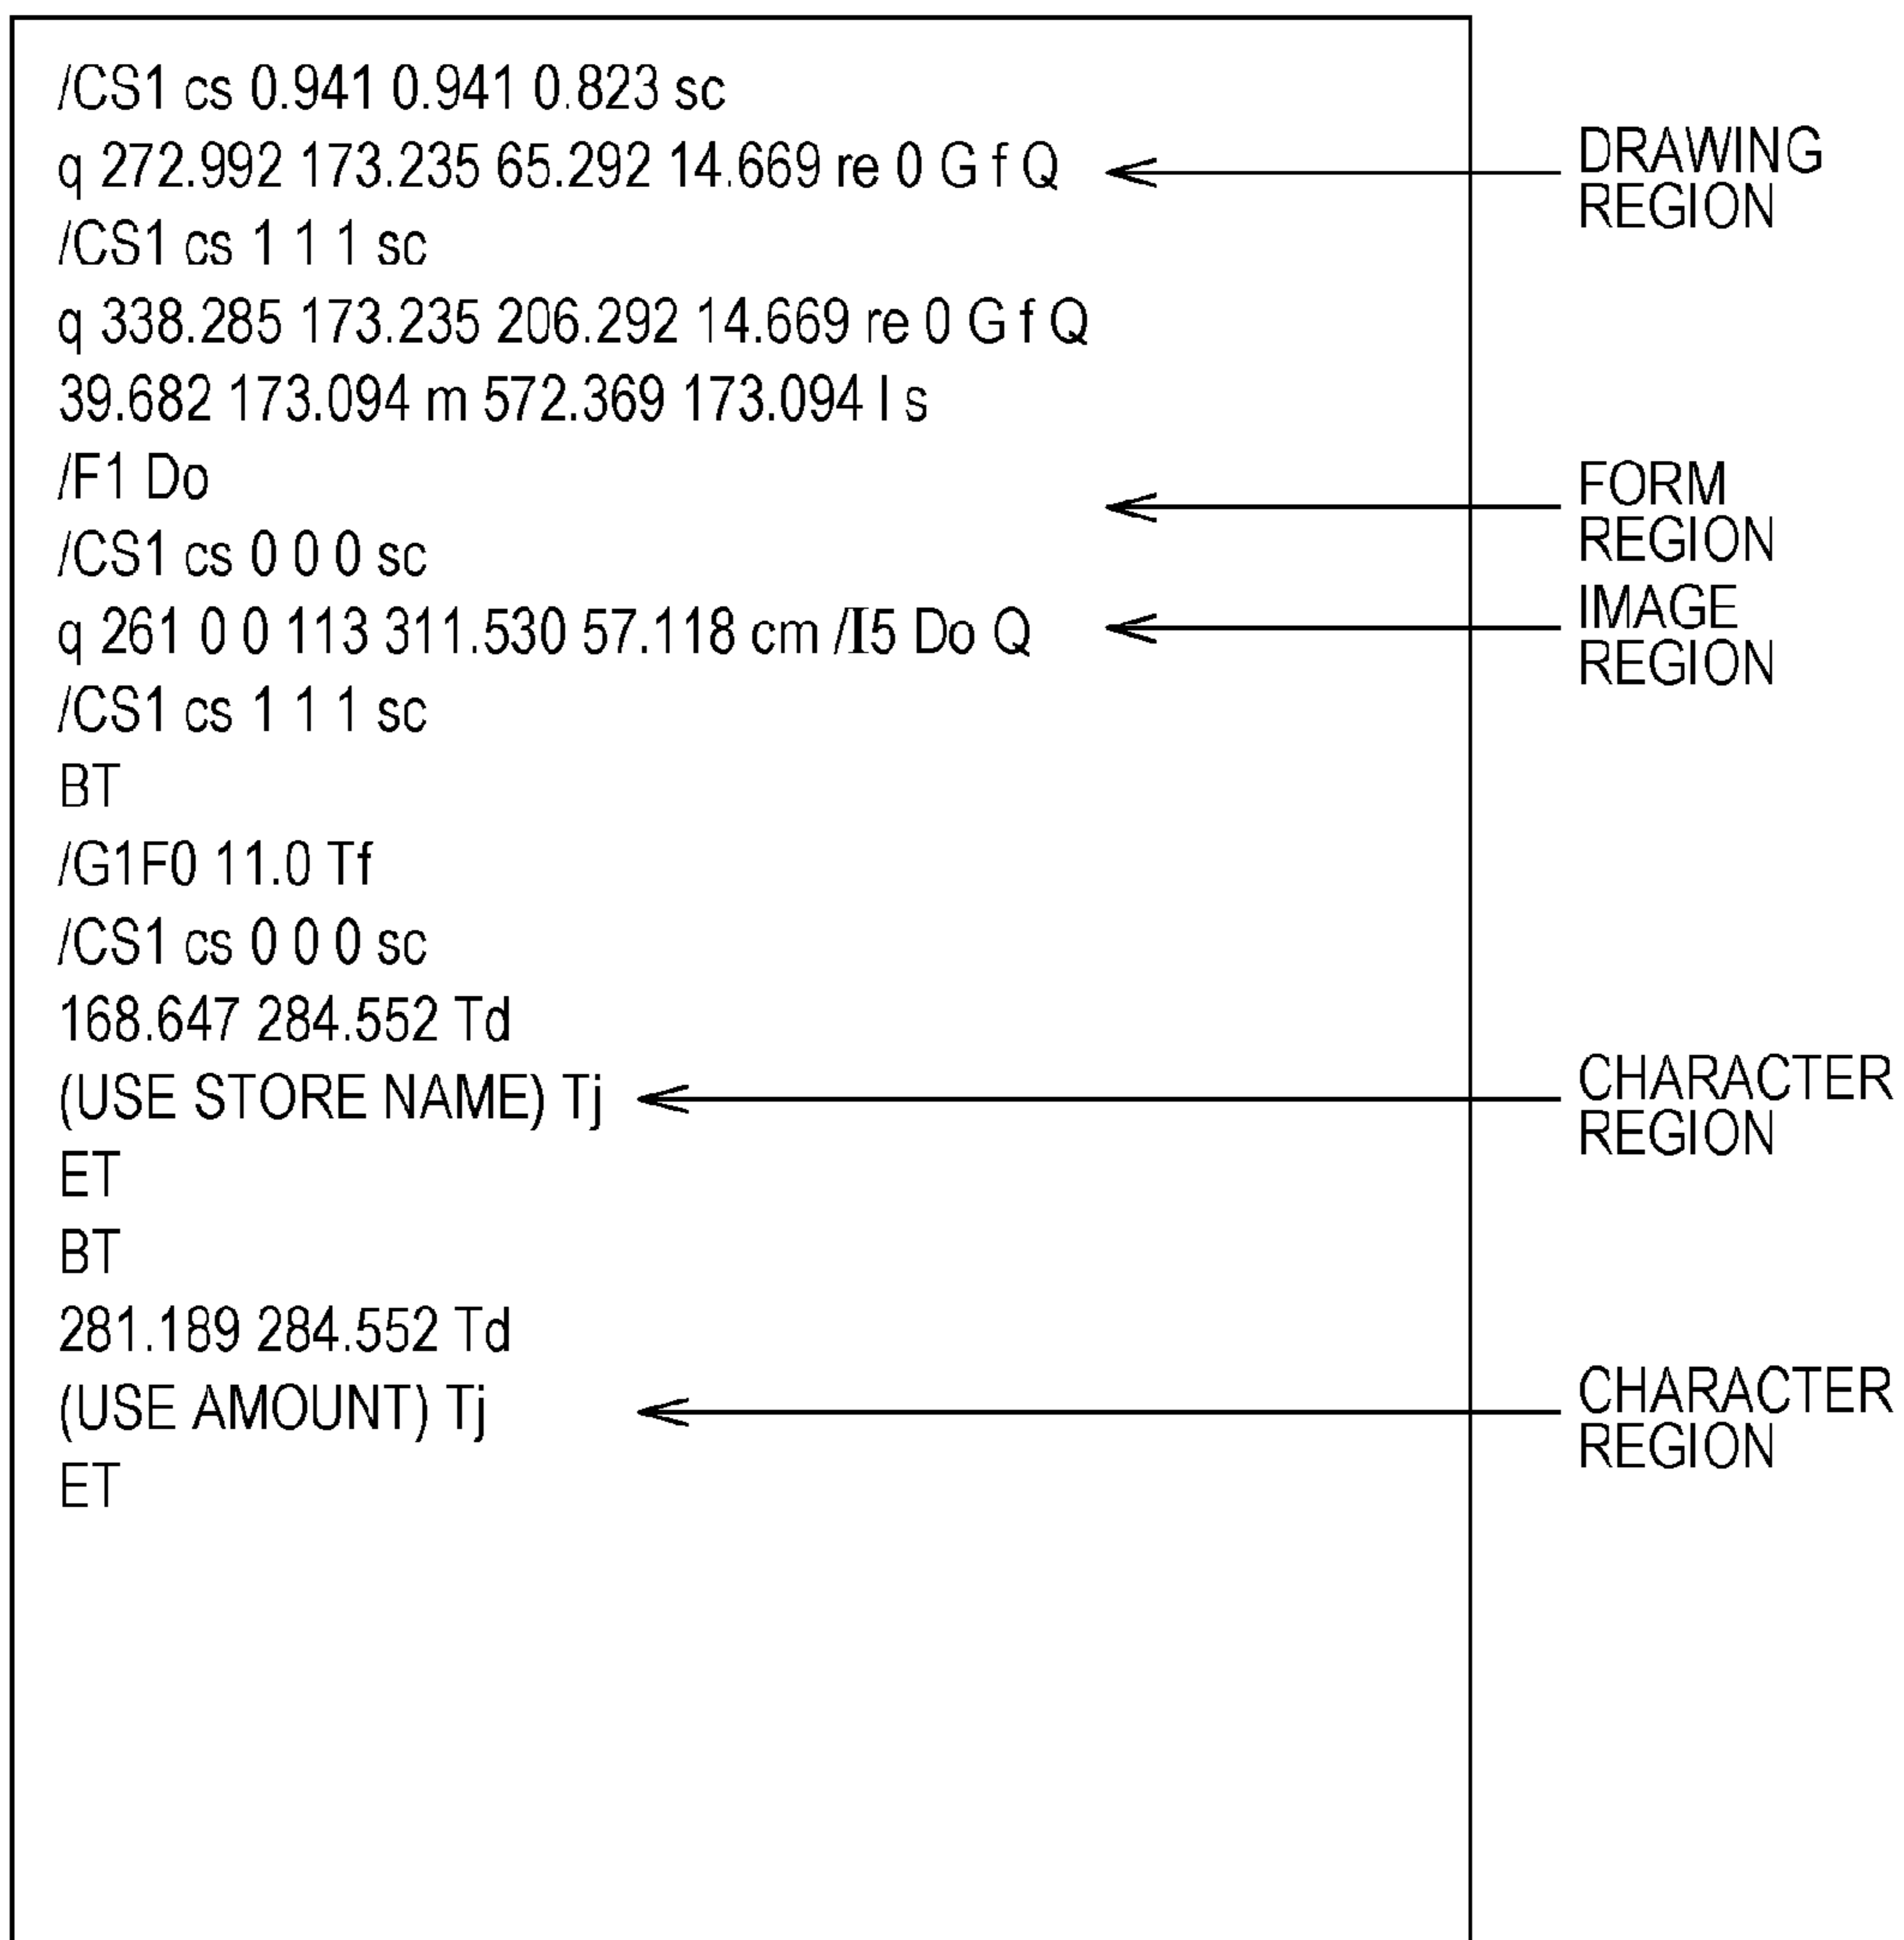 /CS1 cs 0.941 0.941 0.823 sc
q 272.992 173.235 65.292 14.669 re 0 G f Q
DRAWING
REGION
/CS1 cs 1 1 1 sc
q 338.285 173.235 206.292 14.669 re 0 G f Q
39.682 173.094 m 572.369 173.094 l s
/F1 Do
FORM
REGION
/CS1 cs 0 0 0 sc
q 261 0 0 113 311.530 57.118 cm /I5 Do Q
IMAGE
REGION
/CS1 cs 1 1 1 sc
BT
/G1F0 11.0 Tf
/CS1 cs 0 0 0 sc
168.647 284.552 Td
(USE STORE NAME) Tj
CHARACTER
REGION
ET
BT
281.189 284.552 Td
(USE AMOUNT) Tj
CHARACTER
REGION
ET